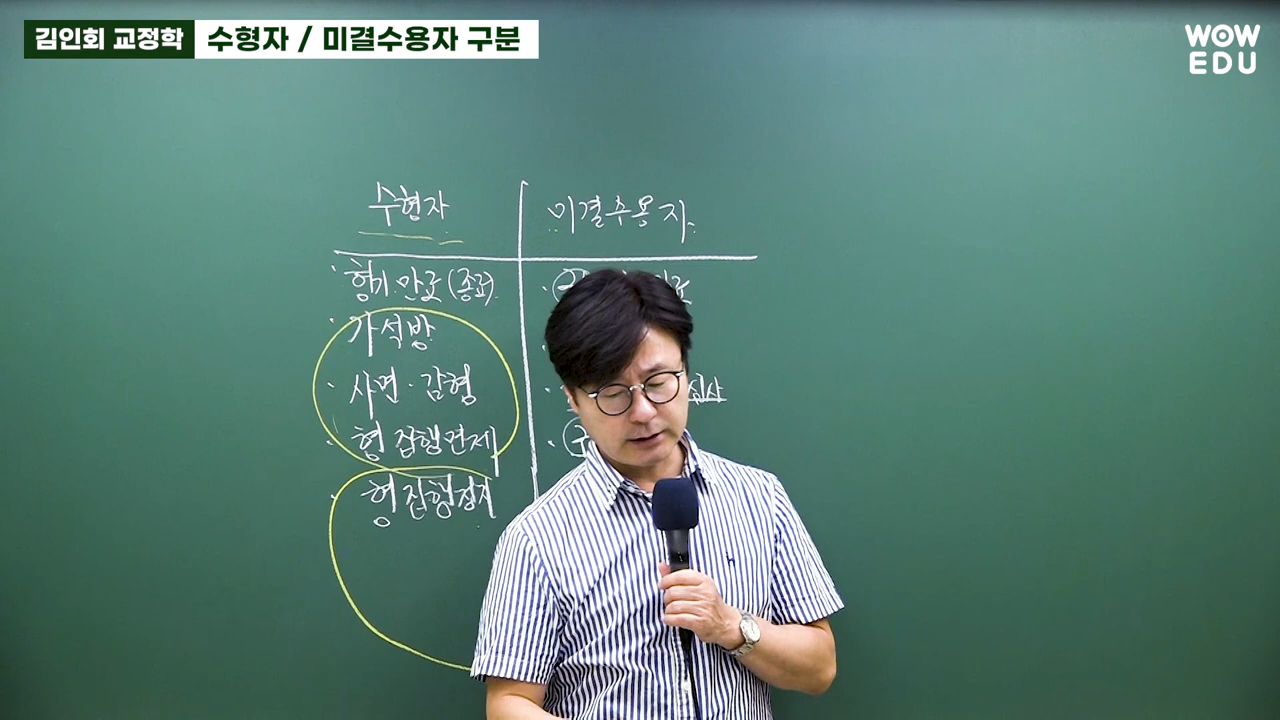 김인회 교정학 수형자 / 미결수용자 구분
WOW
EDU
수형자 미결수용자
· 형기만료 (종료)
· 가석방
· 사면 · 감형 심사
· 형 집행면제
· 형집행정지